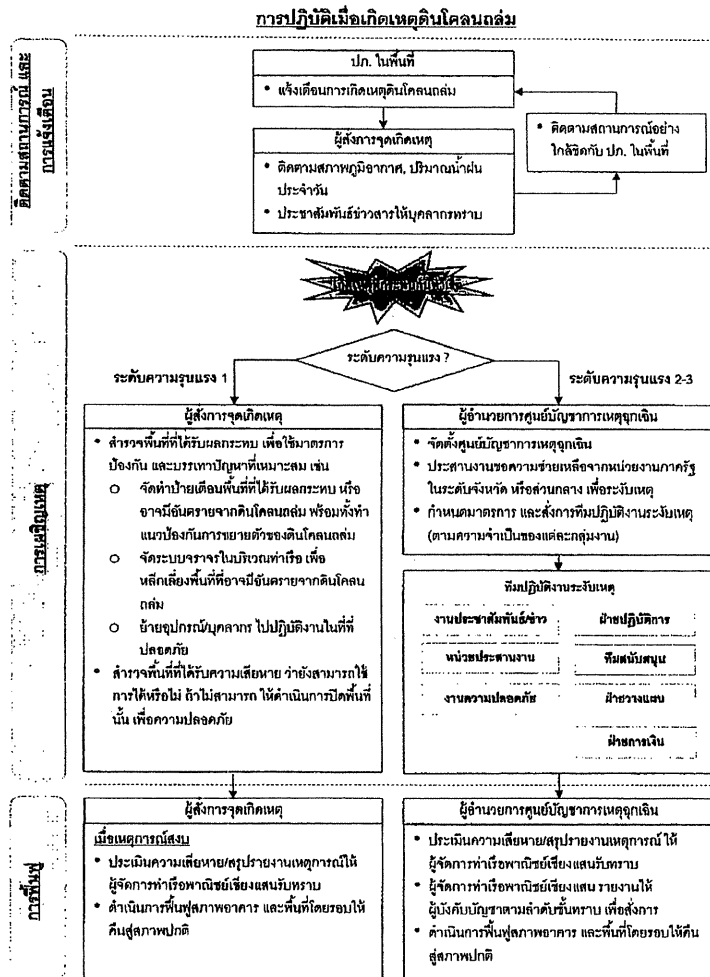 การปฏิบัติเมื่อเกิดเหตุดินโคลนถล่ม
ติดตามสถานการณ์ และ
การแจ้งเตือน
ปภ. ในพื้นที่
• แจ้งเตือนการเกิดเหตุดินโคลนถล่ม
ผู้สั่งการจุดเกิดเหตุ
• ติดตามสภาพภูมิอากาศ, ปริมาณน้ำฝน
ประจำวัน
• ประชาสัมพันธ์ข่าวสารให้บุคลากรทราบ
• ติดตามสถานการณ์อย่าง
ใกล้ชิดกับ ปภ. ในพื้นที่
การเผชิญเหตุ
ระดับความรุนแรง ?
ระดับความรุนแรง 1
ระดับความรุนแรง 2-3
ผู้สั่งการจุดเกิดเหตุ
• สำรวจพื้นที่ที่ได้รับผลกระทบ เพื่อใช้มาตรการ
ป้องกัน และบรรเทาปัญหาที่เหมาะสม เช่น
o จัดทำป้ายเตือนพื้นที่ที่ได้รับผลกระทบ หรือ
อาจมีอันตรายจากดินโคลนถล่ม พร้อมทั้งทำ
แนวป้องกันการขยายตัวของดินโคลนถล่ม
o จัดระบบจราจรในบริเวณท่าเรือ เพื่อ
หลีกเลี่ยงพื้นที่ที่อาจมีอันตรายจากดินโคลน
ถล่ม
o ย้ายอุปกรณ์/บุคลากร ไปปฏิบัติงานในที่ที่
ปลอดภัย
• สำรวจพื้นที่ที่ได้รับความเสียหาย ว่ายังสามารถใช้
การได้หรือไม่ ถ้าไม่สามารถ ให้ดำเนินการปิดพื้นที่
นั้น เพื่อความปลอดภัย
ผู้อำนวยการศูนย์บัญชาการเหตุฉุกเฉิน
• จัดตั้งศูนย์บัญชาการเหตุฉุกเฉิน
• ประสานงานขอความช่วยเหลือจากหน่วยงานภาครัฐ
ในระดับจังหวัด หรือส่วนกลาง เพื่อระงับเหตุ
• กำหนดมาตรการ และสั่งการทีมปฏิบัติงานระงับเหตุ
(ตามความจำเป็นของแต่ละกลุ่มงาน)
ทีมปฏิบัติงานระงับเหตุ
งานประชาสัมพันธ์/ข่าว
ฝ่ายปฏิบัติการ
หน่วยประสานงาน
ทีมสนับสนุน
งานความปลอดภัย
ฝ่ายวางแผน
ฝ่ายการเงิน
การฟื้นฟู
ผู้สั่งการจุดเกิดเหตุ
เมื่อเหตุการณ์สงบ
• ประเมินความเสียหาย/สรุปรายงานเหตุการณ์ให้
ผู้จัดการท่าเรือพาณิชย์เชียงแสนรับทราบ
• ดำเนินการฟื้นฟูสภาพอาคาร และพื้นที่โดยรอบให้
คืนสู่สภาพปกติ
ผู้อำนวยการศูนย์บัญชาการเหตุฉุกเฉิน
• ประเมินความเสียหาย/สรุปรายงานเหตุการณ์ ให้
ผู้จัดการท่าเรือพาณิชย์เชียงแสนรับทราบ
• ผู้จัดการท่าเรือพาณิชย์เชียงแสน รายงานให้
ผู้บังคับบัญชาตามลำดับชั้นทราบ เพื่อสั่งการ
• ดำเนินการฟื้นฟูสภาพอาคาร และพื้นที่โดยรอบให้คืน
สู่สภาพปกติ